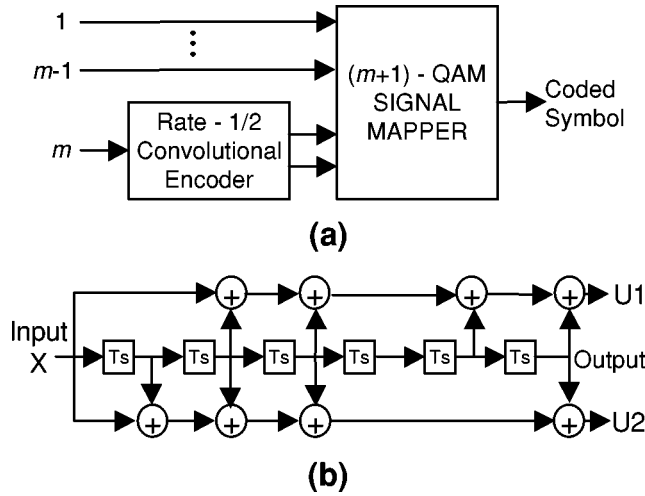 1
m-1
m
Rate - 1/2
Convolutional
Encoder
(m+1) - QAM
SIGNAL
MAPPER
Coded
Symbol
(a)
Input
X
Ts
Ts
Ts
Ts
Ts
Ts
+
+
+
+
+
+
+
+
U1
Output
U2
(b)